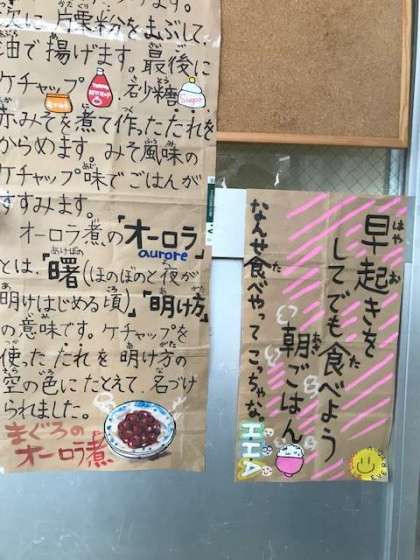 次に片栗粉をまぶして、
油で揚げます。最後に
ケチャップ 砂糖
赤みそを煮て作ったたれを
からめます。みそ風味の
ケチャップ味でごはんが
すすみます。
オーロラ煮の「オーロラ」
aurore
とは、「曙(ほのぼのと夜が
明けはじめる頃)」「明け方」
の意味です。ケチャップを
使ったたれを明け方の
空の色にたとえて、名づけ
られました。
まぐろの
オーロラ煮
早起きを
してでも食べよう
朝ごはん
なんせ食べやってこっちゃな。